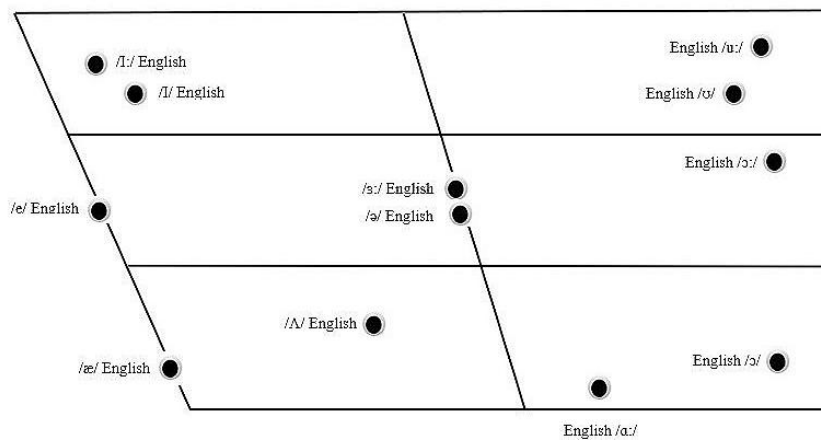 /I:/ English
English /u:/
/I/ English
English /ʊ/
English /ɔ:/
/ɜ:/ English
/e/ English
/ə/ English
/Λ/ English
/æ/ English
English /ɔ/
English /ɑ:/